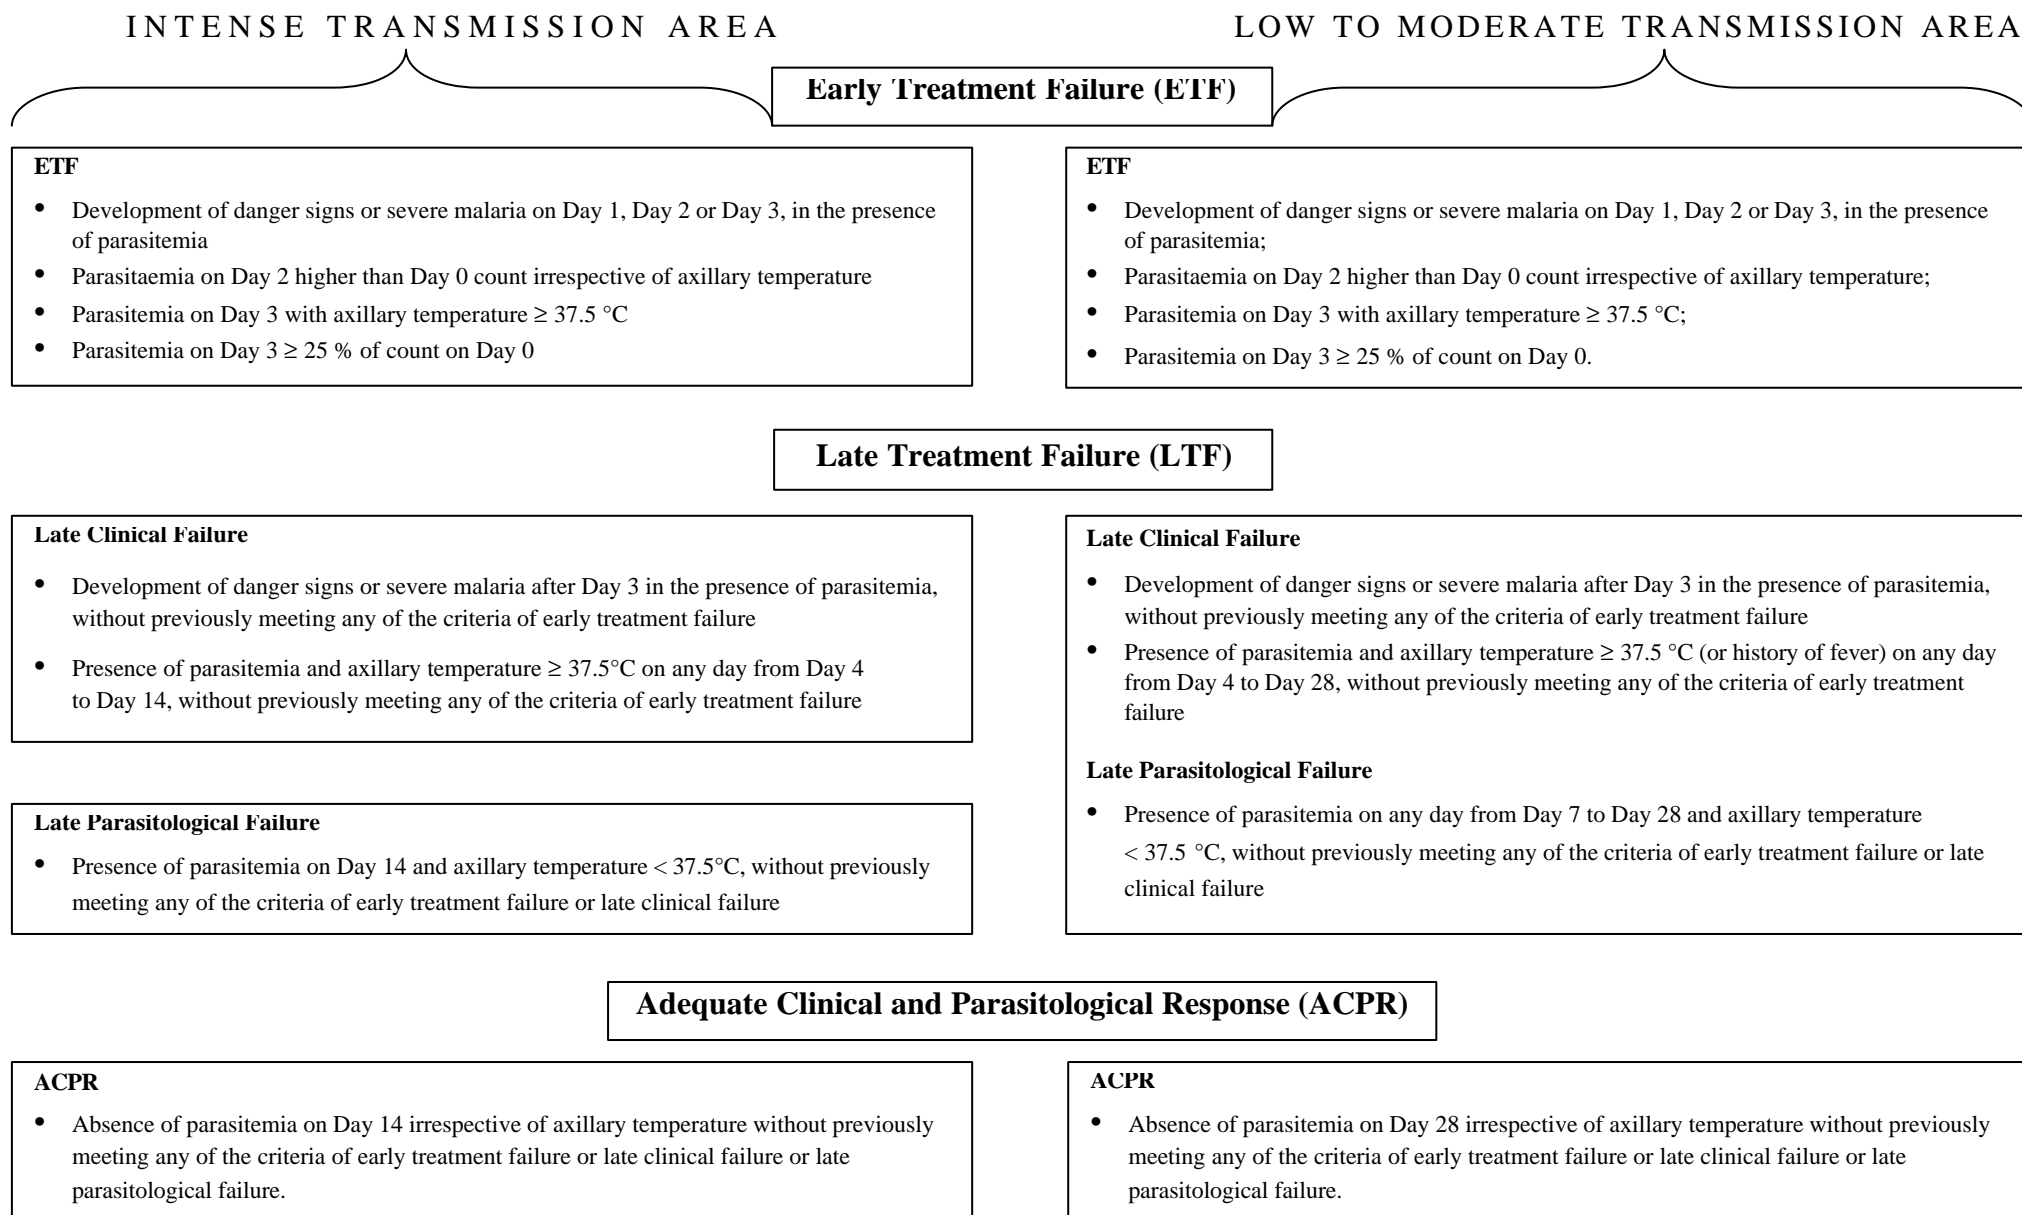 INTENSE TRANSMISSION AREA
LOW TO MODERATE TRANSMISSION AREA
Early Treatment Failure (ETF)
ETF
• Development of danger signs or severe malaria on Day 1, Day 2 or Day 3, in the presence
of parasitemia
• Parasitaemia on Day 2 higher than Day 0 count irrespective of axillary temperature
• Parasitemia on Day 3 with axillary temperature ≥ 37.5 °C
• Parasitemia on Day 3 ≥ 25 % of count on Day 0
ETF
• Development of danger signs or severe malaria on Day 1, Day 2 or Day 3, in the presence
of parasitemia;
• Parasitaemia on Day 2 higher than Day 0 count irrespective of axillary temperature;
• Parasitemia on Day 3 with axillary temperature ≥ 37.5 °C;
• Parasitemia on Day 3 ≥ 25 % of count on Day 0.
Late Treatment Failure (LTF)
Late Clinical Failure
• Development of danger signs or severe malaria after Day 3 in the presence of parasitemia,
without previously meeting any of the criteria of early treatment failure
• Presence of parasitemia and axillary temperature ≥ 37.5°C on any day from Day 4
to Day 14, without previously meeting any of the criteria of early treatment failure
Late Parasitological Failure
• Presence of parasitemia on Day 14 and axillary temperature < 37.5°C, without previously
meeting any of the criteria of early treatment failure or late clinical failure
Late Clinical Failure
• Development of danger signs or severe malaria after Day 3 in the presence of parasitemia,
without previously meeting any of the criteria of early treatment failure
• Presence of parasitemia and axillary temperature ≥ 37.5 °C (or history of fever) on any day
from Day 4 to Day 28, without previously meeting any of the criteria of early treatment
failure
Late Parasitological Failure
• Presence of parasitemia on any day from Day 7 to Day 28 and axillary temperature
< 37.5 °C, without previously meeting any of the criteria of early treatment failure or late
clinical failure
Adequate Clinical and Parasitological Response (ACPR)
ACPR
• Absence of parasitemia on Day 14 irrespective of axillary temperature without previously
meeting any of the criteria of early treatment failure or late clinical failure or late
parasitological failure.
ACPR
• Absence of parasitemia on Day 28 irrespective of axillary temperature without previously
meeting any of the criteria of early treatment failure or late clinical failure or late
parasitological failure.